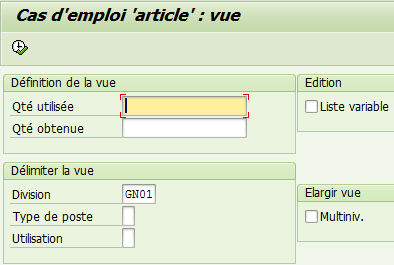 Cas d'emploi 'article' : vue
Définition de la vue
Edition
Qté utilisée
Liste variable
Qté obtenue
Délimiter la vue
Division GN01
Elargir vue
Type de poste
Multiniv.
Utilisation